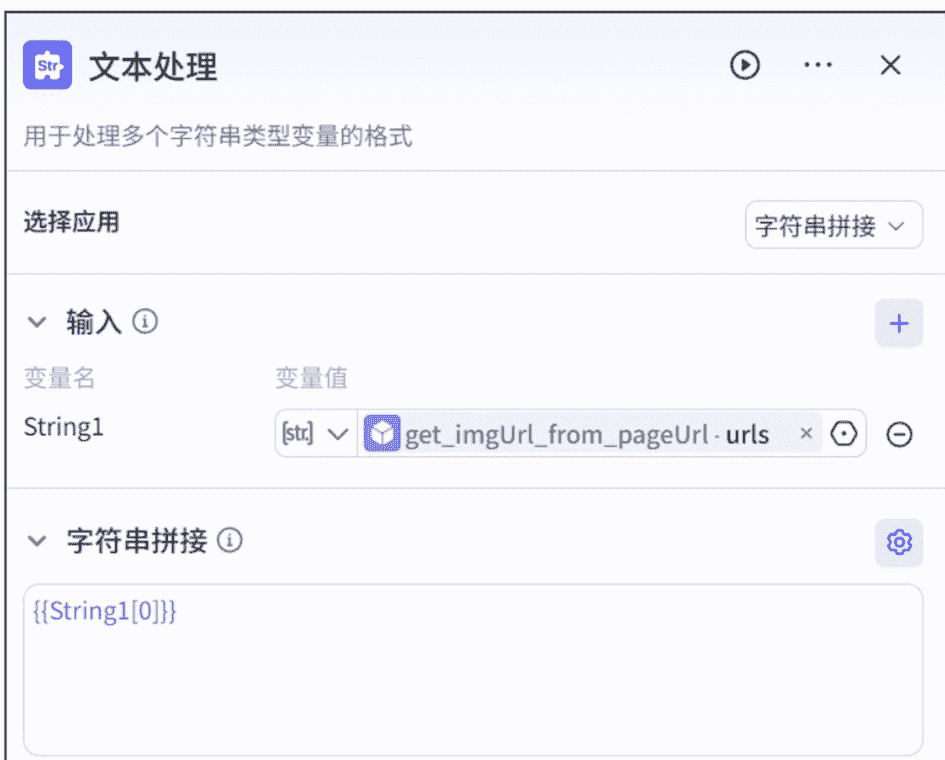 Str
文本处理
用于处理多个字符串类型变量的格式
选择应用
字符串拼接
输入
变量名
变量值
String1
[str.]
get_imgUrl_from_pageUrl - urls
字符串拼接
{{String1[0]}}